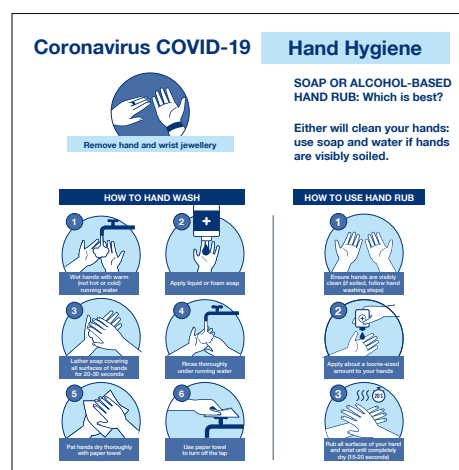 Coronavirus COVID-19
Hand Hygiene
Remove hand and wrist jewellery
SOAP OR ALCOHOL-BASED
HAND RUB: Which is best?
Either will clean your hands:
use soap and water if hands
are visibly soiled.
HOW TO HAND WASH
1
Wet hands with warm
(not hot or cold)
running water
2
Apply liquid or foam soap
3
Lather soap covering
all surfaces of hands
for 20-30 seconds
4
Rinse thoroughly
under running water
5
Pat hands dry thoroughly
with paper towel
6
Use paper towel
to turn off the tap
HOW TO USE HAND RUB
1
Ensure hands are visibly
clean (if soiled, follow hand
washing steps)
2
Apply about a loonie-sized
amount to your hands
3
20S
Rub all surfaces of your hand
and wrist until completely
dry (15-20 seconds)